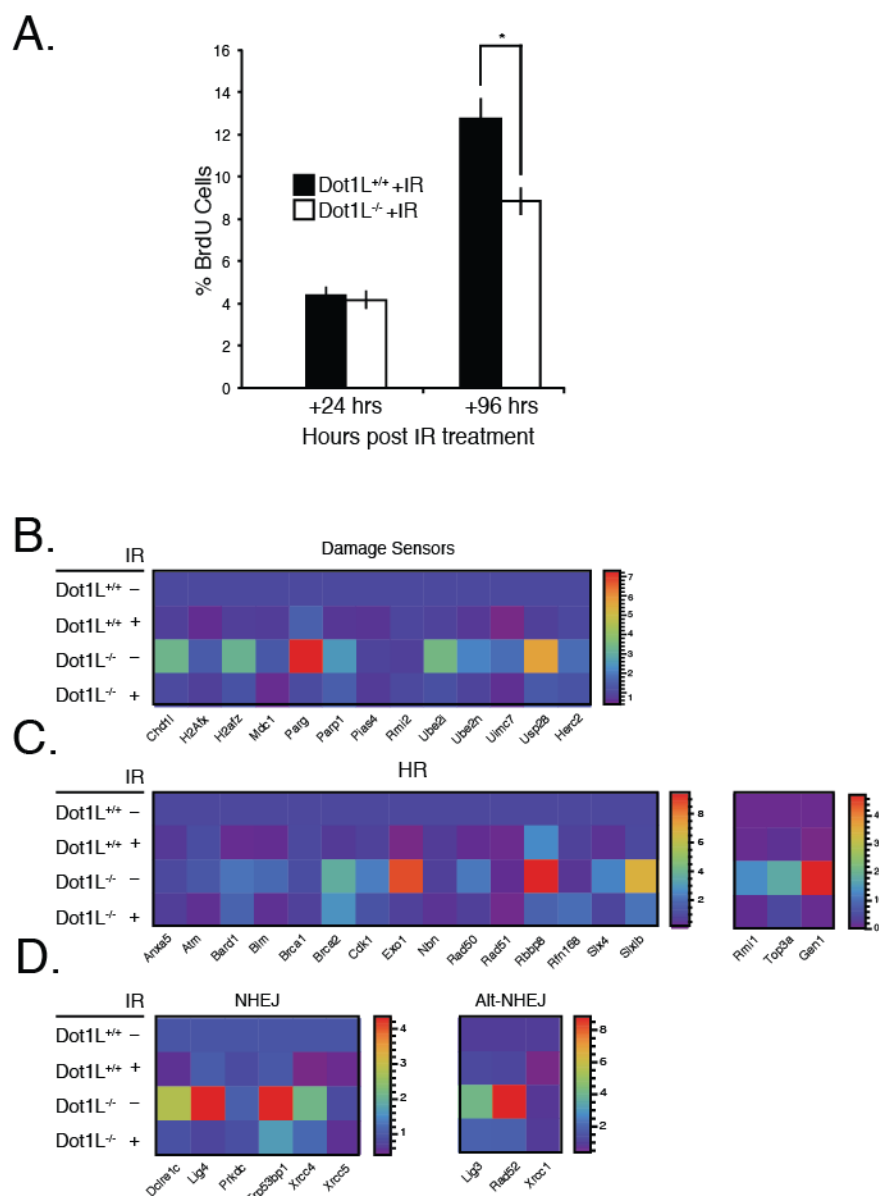 A.
16
14
12
10
8
6
4
2
0
% BrdU Cells
*
Dot1L+/+ +IR
Dot1L-/- +IR
+24 hrs +96 hrs
Hours post IR treatment
B.
IR Damage Sensors
Dot1L+/+ −
Dot1L+/+ +
Dot1L-/- −
Dot1L-/- +
7
6
5
4
3
2
1
Chd1l H2Afx H2afz Mdc1 Parg Parp1 Pias4 Rmi2 Ube2i Ube2n Uimc7 Usp28 Herc2
C.
IR HR
Dot1L+/+ −
Dot1L+/+ +
Dot1L-/- −
Dot1L-/- +
8
6
4
2
4
3
2
1
0
Anxa5 Atm Bard1 Blm Brca1 Brca2 Cdk1 Exo1 Nbn Rad50 Rad51 Rbbp8 Rfn168 Slx4 Slxlb
Rmi1 Top3a Gen1
D.
IR NHEJ Alt-NHEJ
Dot1L+/+ −
Dot1L+/+ +
Dot1L-/- −
Dot1L-/- +
4
3
2
1
8
6
4
2
Dclre1c Lig4 Prkdc Trp53bp1 Xrcc4 Xrcc5
Lig3 Rad52 Xrcc1